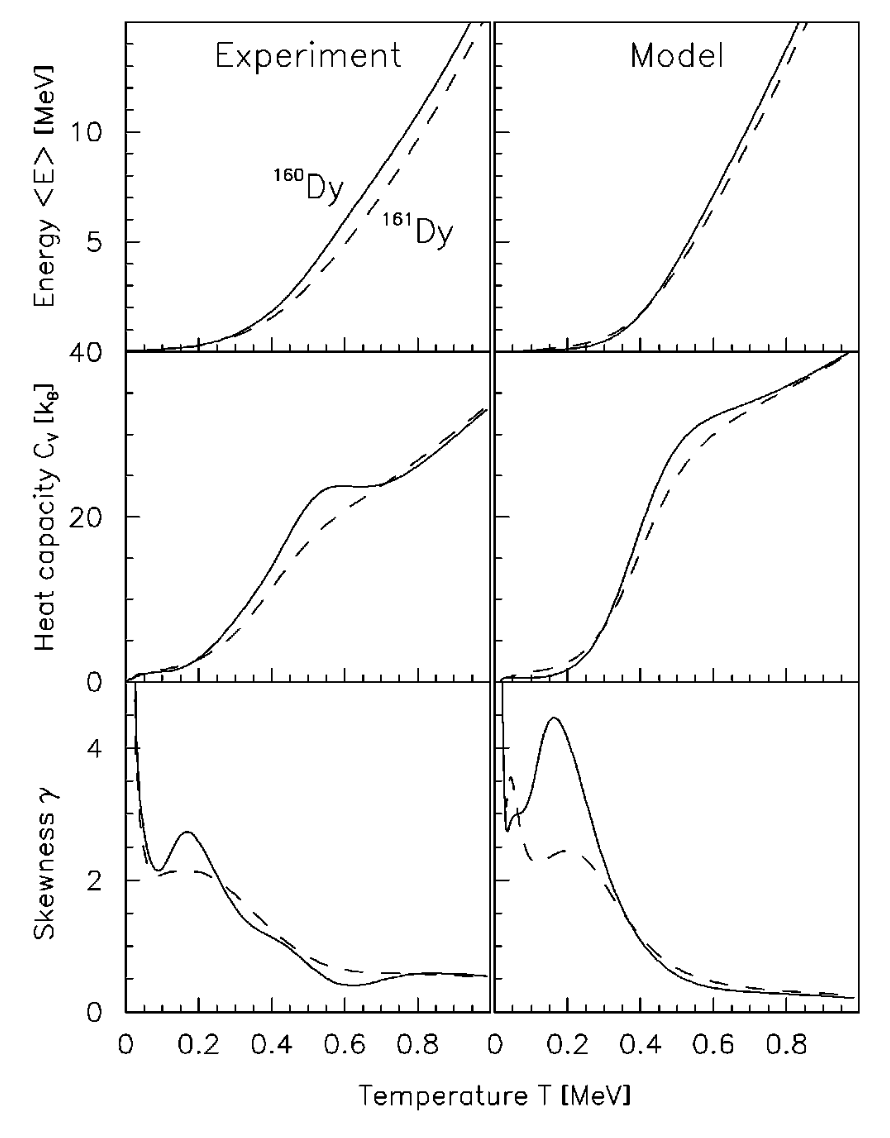 Experiment
Model
Energy <E> [MeV]
10
5
¹⁶⁰Dy
¹⁶¹Dy
40
Heat capacity Cᵥ [k_B]
20
0
Skewness γ
4
2
0
0 0.2 0.4 0.6 0.8 0 0.2 0.4 0.6 0.8
Temperature T [MeV]